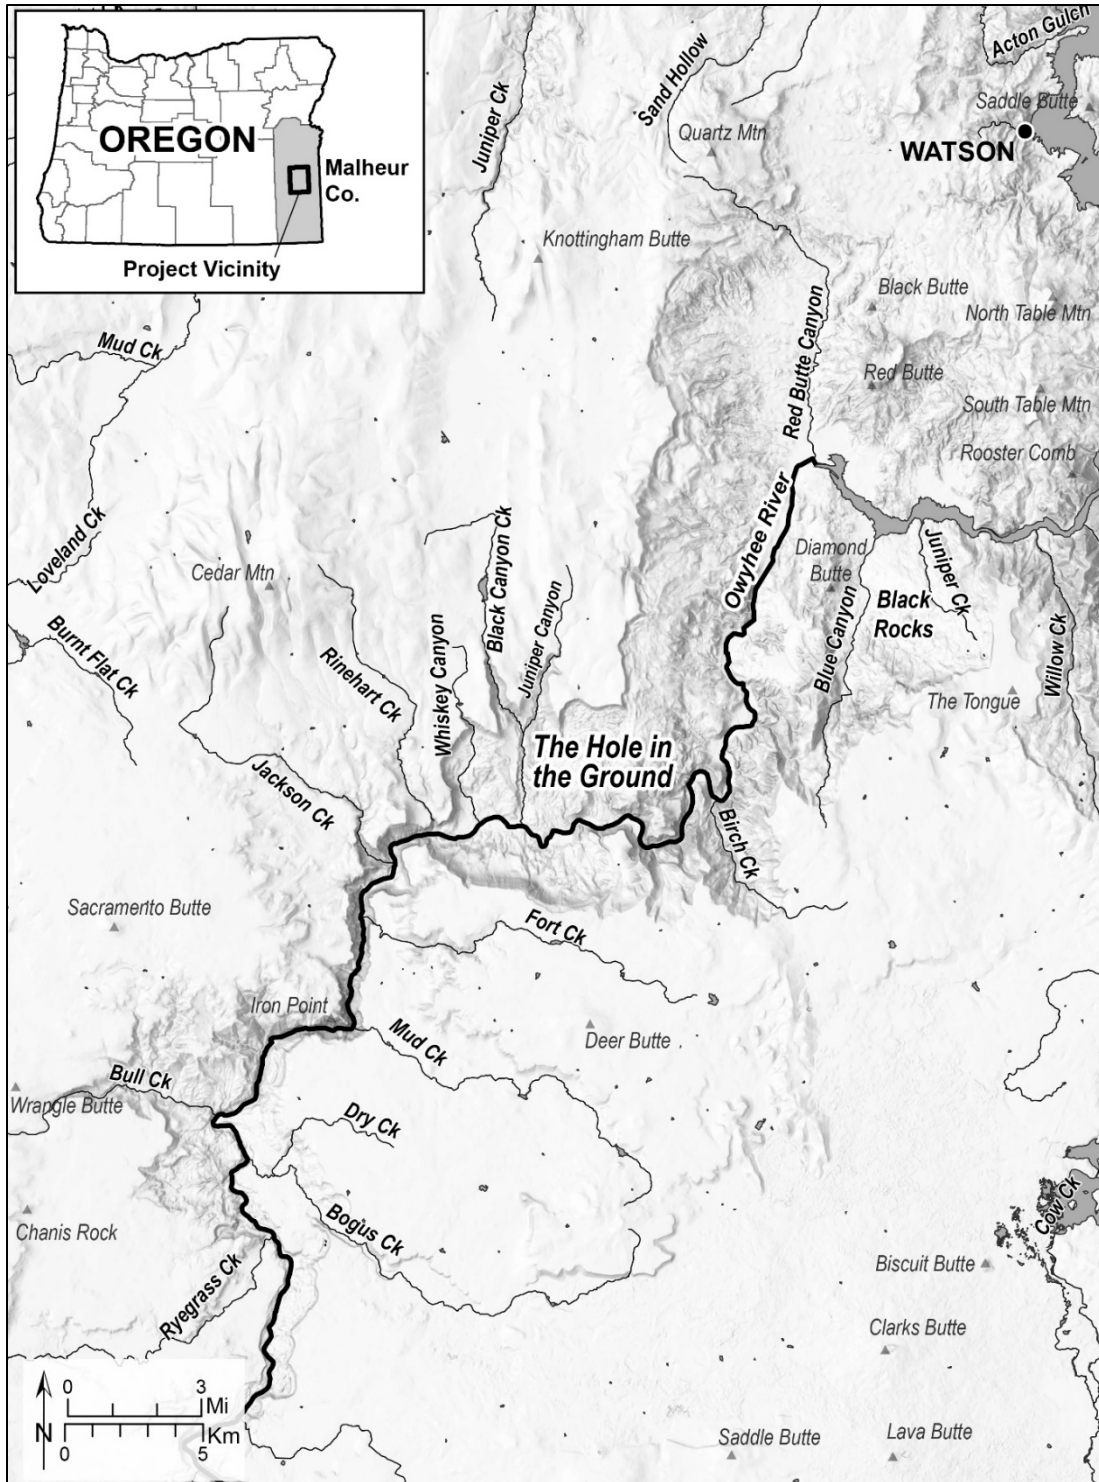 OREGON
Malheur
Co.
Project Vicinity
Juniper Ck
Sand Hollow
Acton Gulch
Saddle Butte
Quartz Mtn
WATSON
Knottingham Butte
Black Butte
North Table Mtn
Red Butte Canyon
Mud Ck
Red Butte
South Table Mtn
Rooster Comb
Loveland Ck
Owyhee River
Black Canyon Ck
Cedar Mtn
Diamond
Butte
Juniper Ck
Black
Rocks
Burnt Flat Ck
Rinehart Ck
Whiskey Canyon
Juniper Canyon
Blue Canyon
Willow Ck
The Tongue
The Hole in
the Ground
Jackson Ck
Birch Ck
Sacramento Butte
Fort Ck
Iron Point
Mud Ck
Deer Butte
Bull Ck
Wrangle Butte
Dry Ck
Bogus Ck
Cow Ck
Chanis Rock
Ryegrass Ck
Biscuit Butte
Clarks Butte
Saddle Butte
Lava Butte
N
0 3
Mi
Km
0 5